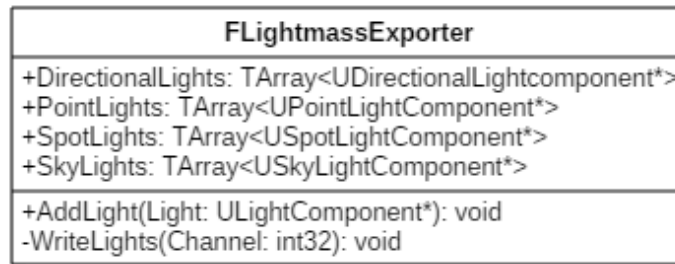 FLightmassExporter
+DirectionalLights: TArray<UDirectionalLightcomponent*>
+PointLights: TArray<UPointLightComponent*>
+SpotLights: TArray<USpotLightComponent*>
+SkyLights: TArray<USkyLightComponent*>
+AddLight(Light: ULightComponent*): void
-WriteLights(Channel: int32): void